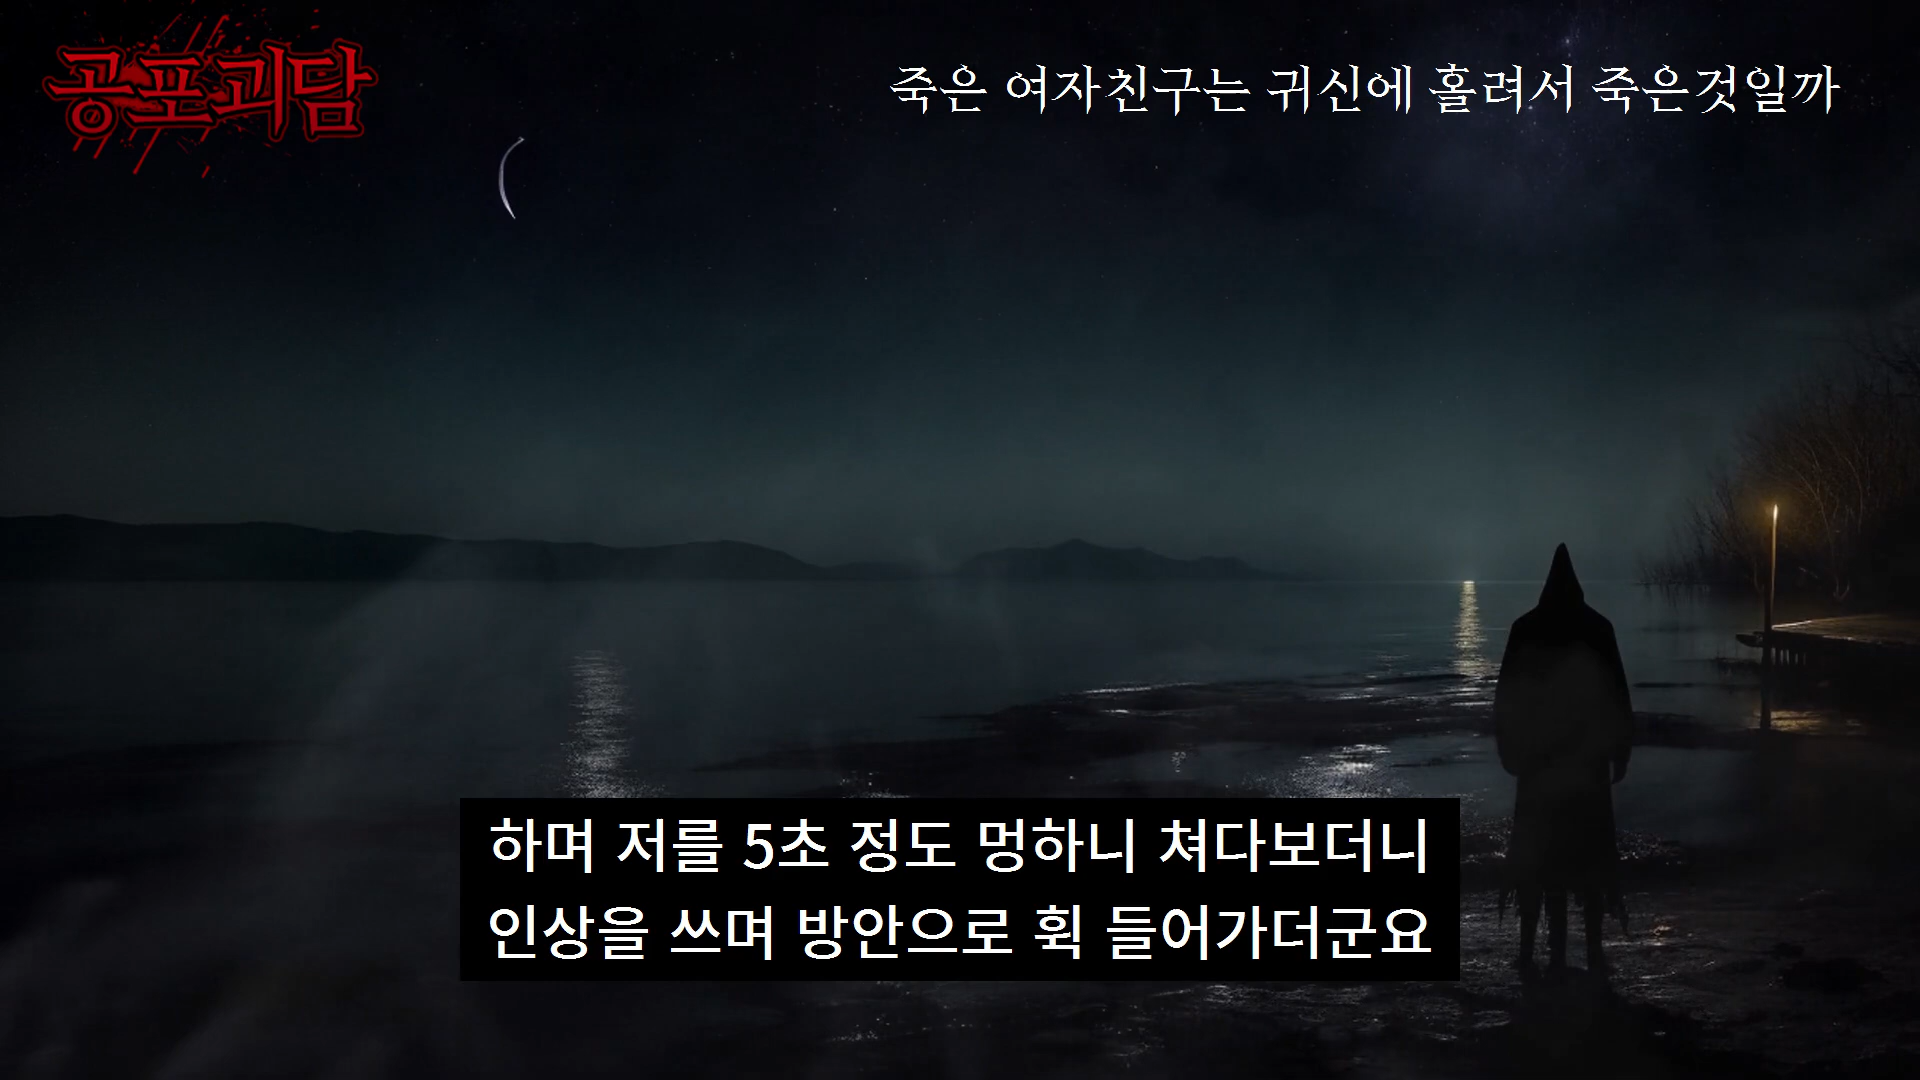 공포괴담
죽은 여자친구는 귀신에 홀려서 죽은것일까
하며 저를 5초 정도 멍하니 쳐다보더니
인상을 쓰며 방안으로 휙 들어가더군요